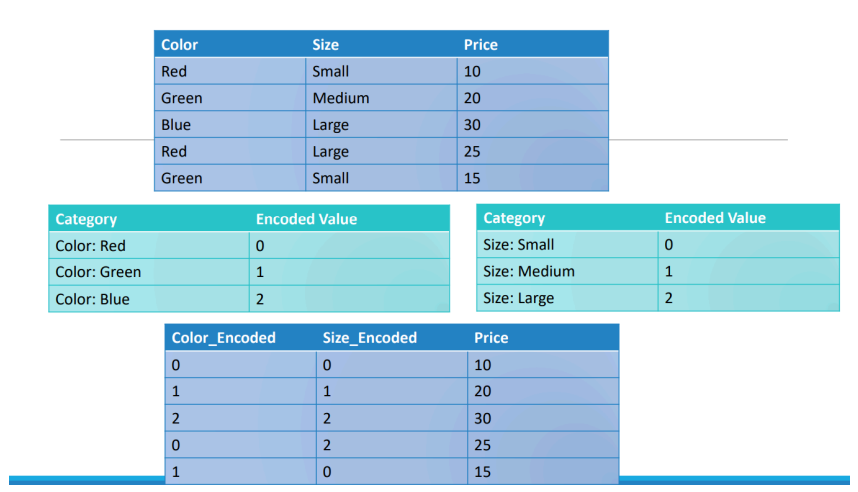 Color Size Price
Red Small 10
Green Medium 20
Blue Large 30
Red Large 25
Green Small 15
Category Encoded Value
Color: Red 0
Color: Green 1
Color: Blue 2
Category Encoded Value
Size: Small 0
Size: Medium 1
Size: Large 2
Color_Encoded Size_Encoded Price
0 0 10
1 1 20
2 2 30
0 2 25
1 0 15